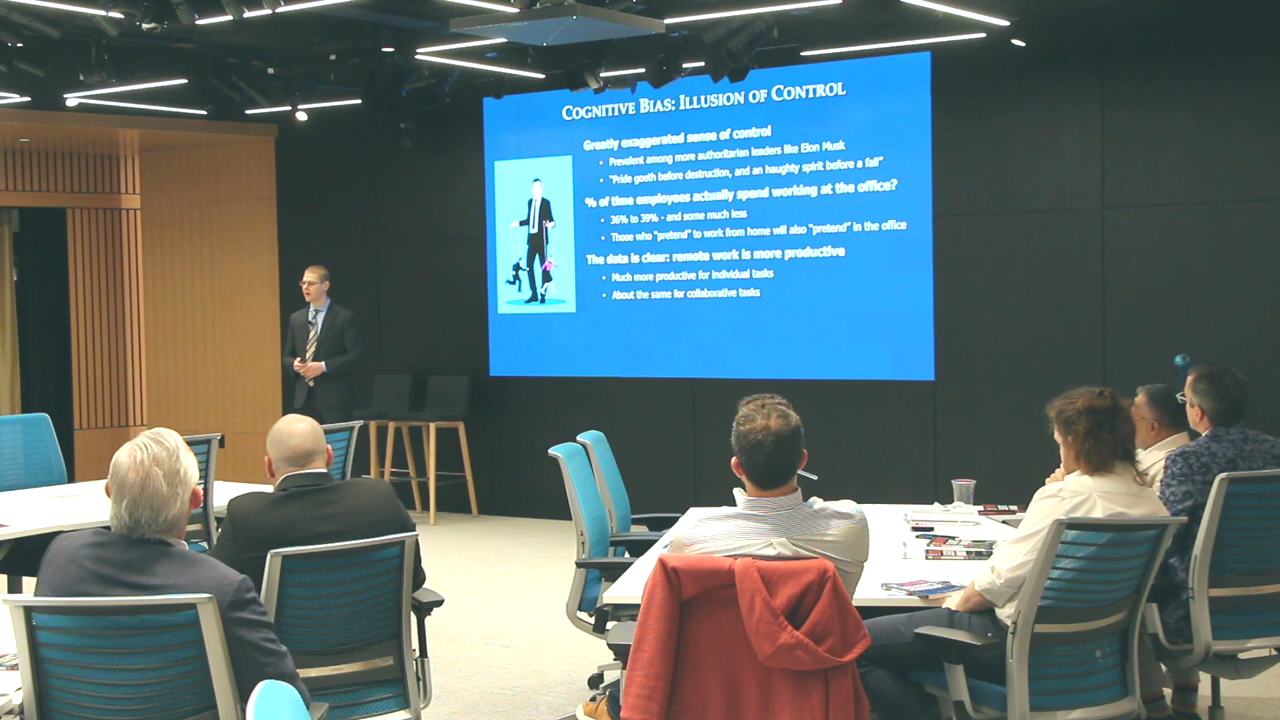 COGNITIVE BIAS: ILLUSION OF CONTROL
Greatly exaggerated sense of control
• Prevalent among more authoritarian leaders like Elon Musk
• "Pride goeth before destruction, and an haughty spirit before a fall"
% of time employees actually spend working at the office?
• 36% to 39% - and some much less
• Those who "pretend" to work from home will also "pretend" in the office
The data is clear: remote work is more productive
• Much more productive for individual tasks
• About the same for collaborative tasks